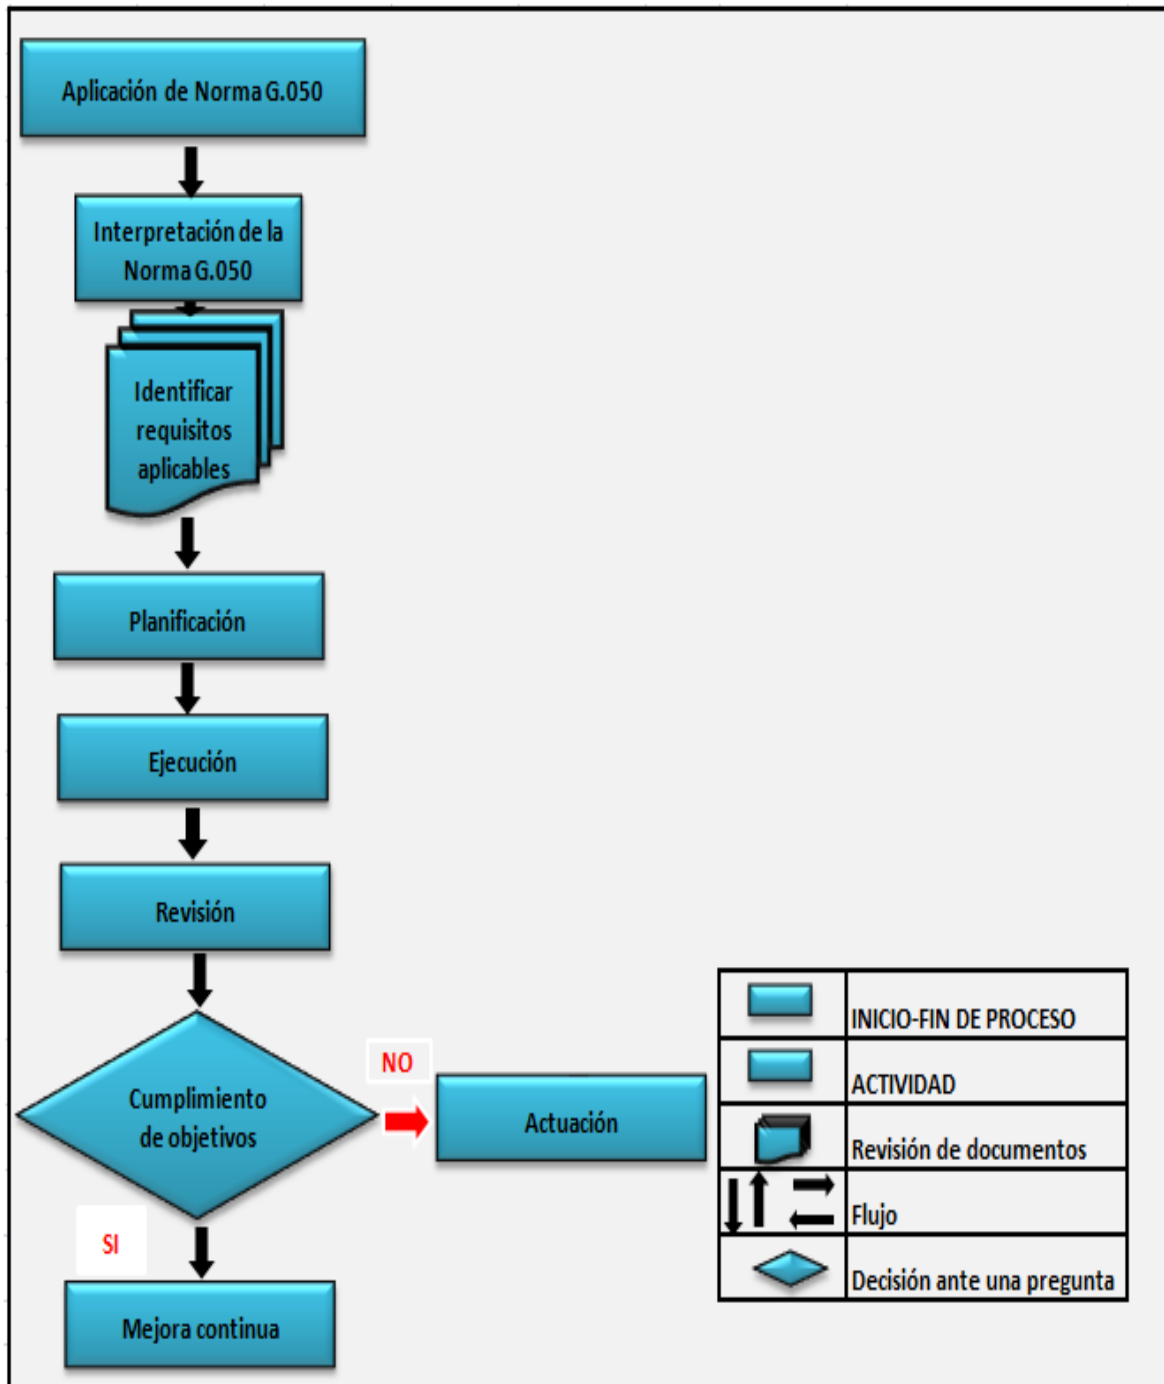 Aplicación de Norma G.050
Interpretación de la
Norma G.050
Identificar
requisitos
aplicables
Planificación
Ejecución
Revisión
Cumplimiento
de objetivos
NO
Actuación
SI
Mejora continua
INICIO-FIN DE PROCESO
ACTIVIDAD
Revisión de documentos
Flujo
Decisión ante una pregunta